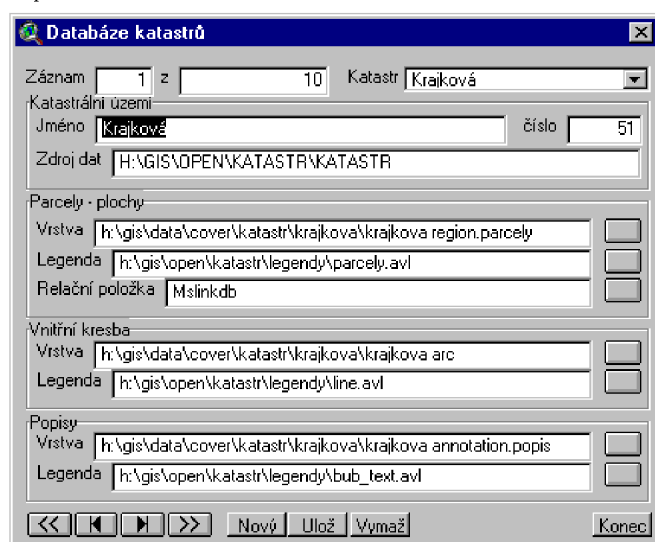 Databáze katastrů
Záznam 1 z 10 Katastr Krajková
Katastrálni území
Jméno Krajková číslo 51
Zdroj dat H:\GIS\OPEN\KATASTR\KATASTR
Parcely - plochy
Vrstva h:\gis\data\cover\katastr\krajkova\krajkova region.parcely
Legenda h:\gis\open\katastr\legendy\parcely.avl
Relační položka Mslinkdb
Vnitřní kresba
Vrstva h:\gis\data\cover\katastr\krajkova\krajkova arc
Legenda h:\gis\open\katastr\legendy\line.avl
Popisy
Vrstva h:\gis\data\cover\katastr\krajkova\krajkova annotation.popis
Legenda h:\gis\open\katastr\legendy\bub_text.avl
<< >> Nový Ulož Vymaž Konec